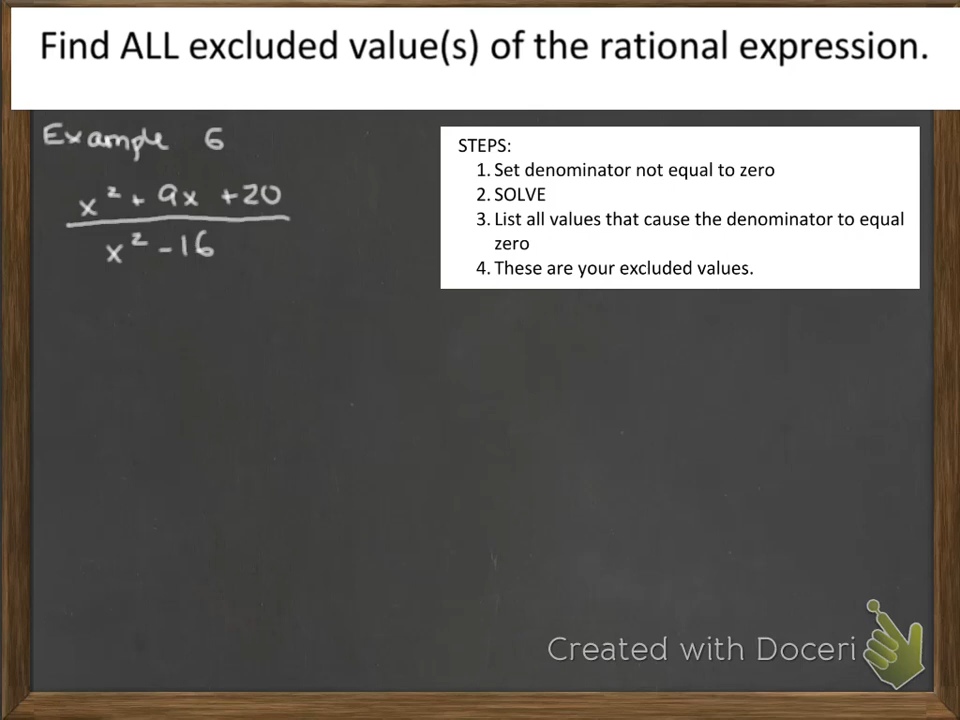 Find ALL excluded value(s) of the rational expression.
Example 6
x² + 9x + 20
x² - 16
STEPS:
1. Set denominator not equal to zero
2. SOLVE
3. List all values that cause the denominator to equal
zero
4. These are your excluded values.
Created with Doceri